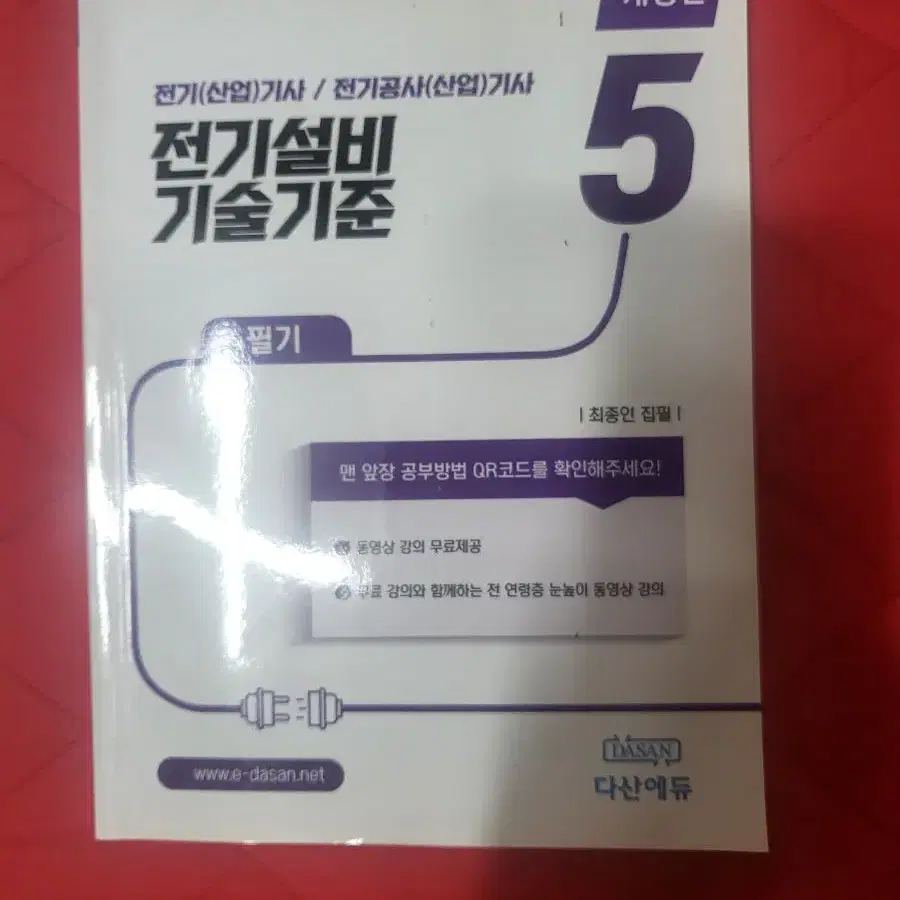 전기(산업)기사 / 전기공사(산업)기사
5
전기설비
기술기준
필기
| 최종인 집필 |
맨 앞장 공부방법 QR코드를 확인해주세요!
동영상 강의 무료제공
무료 강의와 함께하는 전 연령층 눈높이 동영상 강의
www.e-dasan.net
DASAN
다산에듀